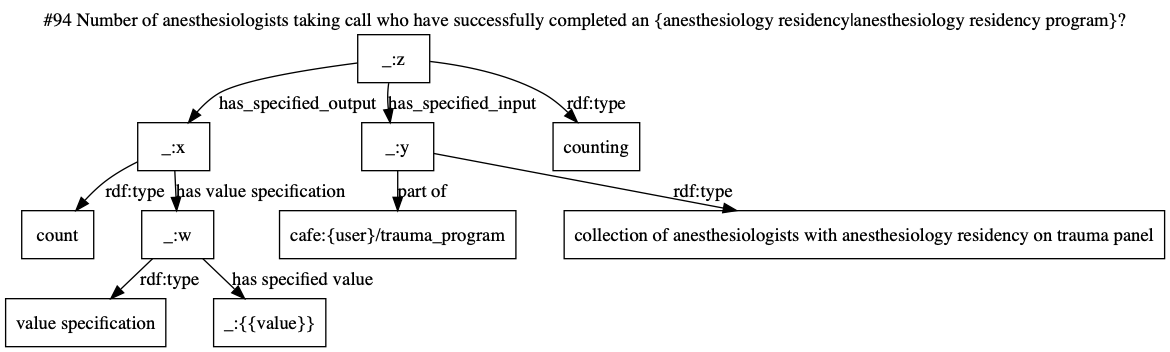 #94 Number of anesthesiologists taking call who have successfully completed an {anesthesiology residency|anesthesiology residency program}?
_:z
has_specified_output
has_specified_input
rdf:type
_:x
_:y
counting
rdf:type
has value specification
part of
rdf:type
count
_:w
cafe:{user}/trauma_program
collection of anesthesiologists with anesthesiology residency on trauma panel
rdf:type
has specified value
value specification
_:{{value}}